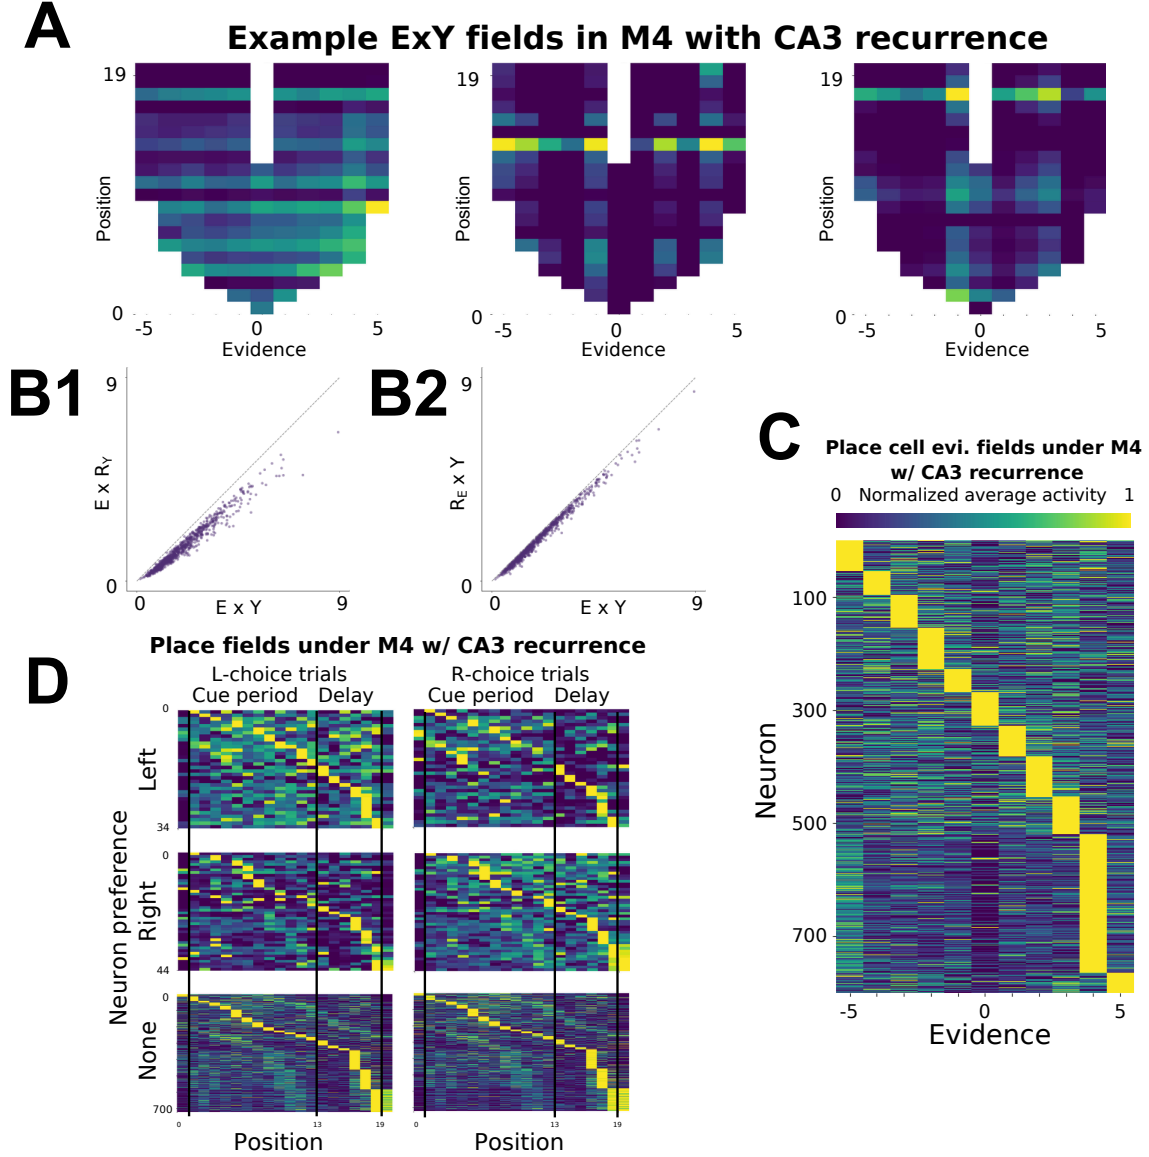 A
Example ExY fields in M4 with CA3 recurrence
19
Position
0
-5 0 5
Evidence
19
Position
0
-5 0 5
Evidence
19
Position
0
-5 0 5
Evidence
B1
9
E x RY
0
0 E x Y 9
B2
9
RE x Y
0
0 E x Y 9
C
Place cell evi. fields under M4
w/ CA3 recurrence
0 Normalized average activity 1
100
300
500
700
Neuron
-5 0 5
Evidence
D
Place fields under M4 w/ CA3 recurrence
L-choice trials
Cue period Delay
R-choice trials
Cue period Delay
Neuron preference
Left
0
34
Right
0
44
None
0
700
0 13 19
Position
0 13 19
Position